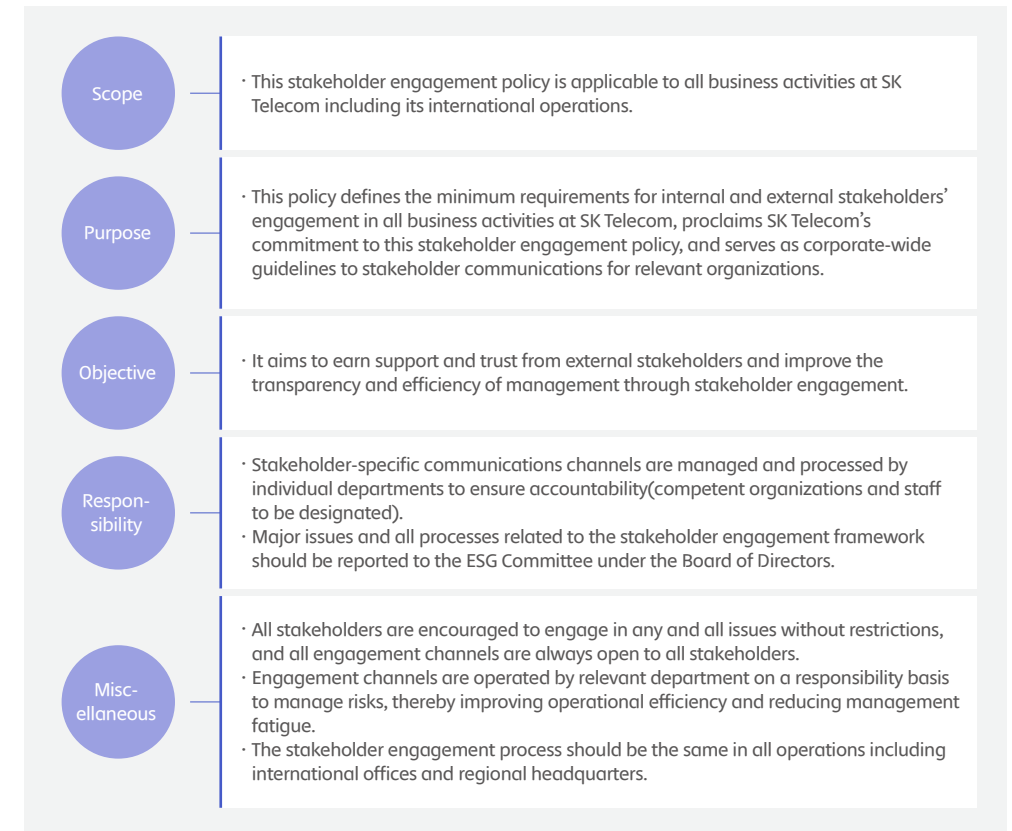 Scope
· This stakeholder engagement policy is applicable to all business activities at SK
Telecom including its international operations.
Purpose
· This policy defines the minimum requirements for internal and external stakeholders’
engagement in all business activities at SK Telecom, proclaims SK Telecom’s
commitment to this stakeholder engagement policy, and serves as corporate-wide
guidelines to stakeholder communications for relevant organizations.
Objective
· It aims to earn support and trust from external stakeholders and improve the
transparency and efficiency of management through stakeholder engagement.
Respon-
sibility
· Stakeholder-specific communications channels are managed and processed by
individual departments to ensure accountability(competent organizations and staff
to be designated).
· Major issues and all processes related to the stakeholder engagement framework
should be reported to the ESG Committee under the Board of Directors.
Misc-
ellaneous
· All stakeholders are encouraged to engage in any and all issues without restrictions,
and all engagement channels are always open to all stakeholders.
· Engagement channels are operated by relevant department on a responsibility basis
to manage risks, thereby improving operational efficiency and reducing management
fatigue.
· The stakeholder engagement process should be the same in all operations including
international offices and regional headquarters.